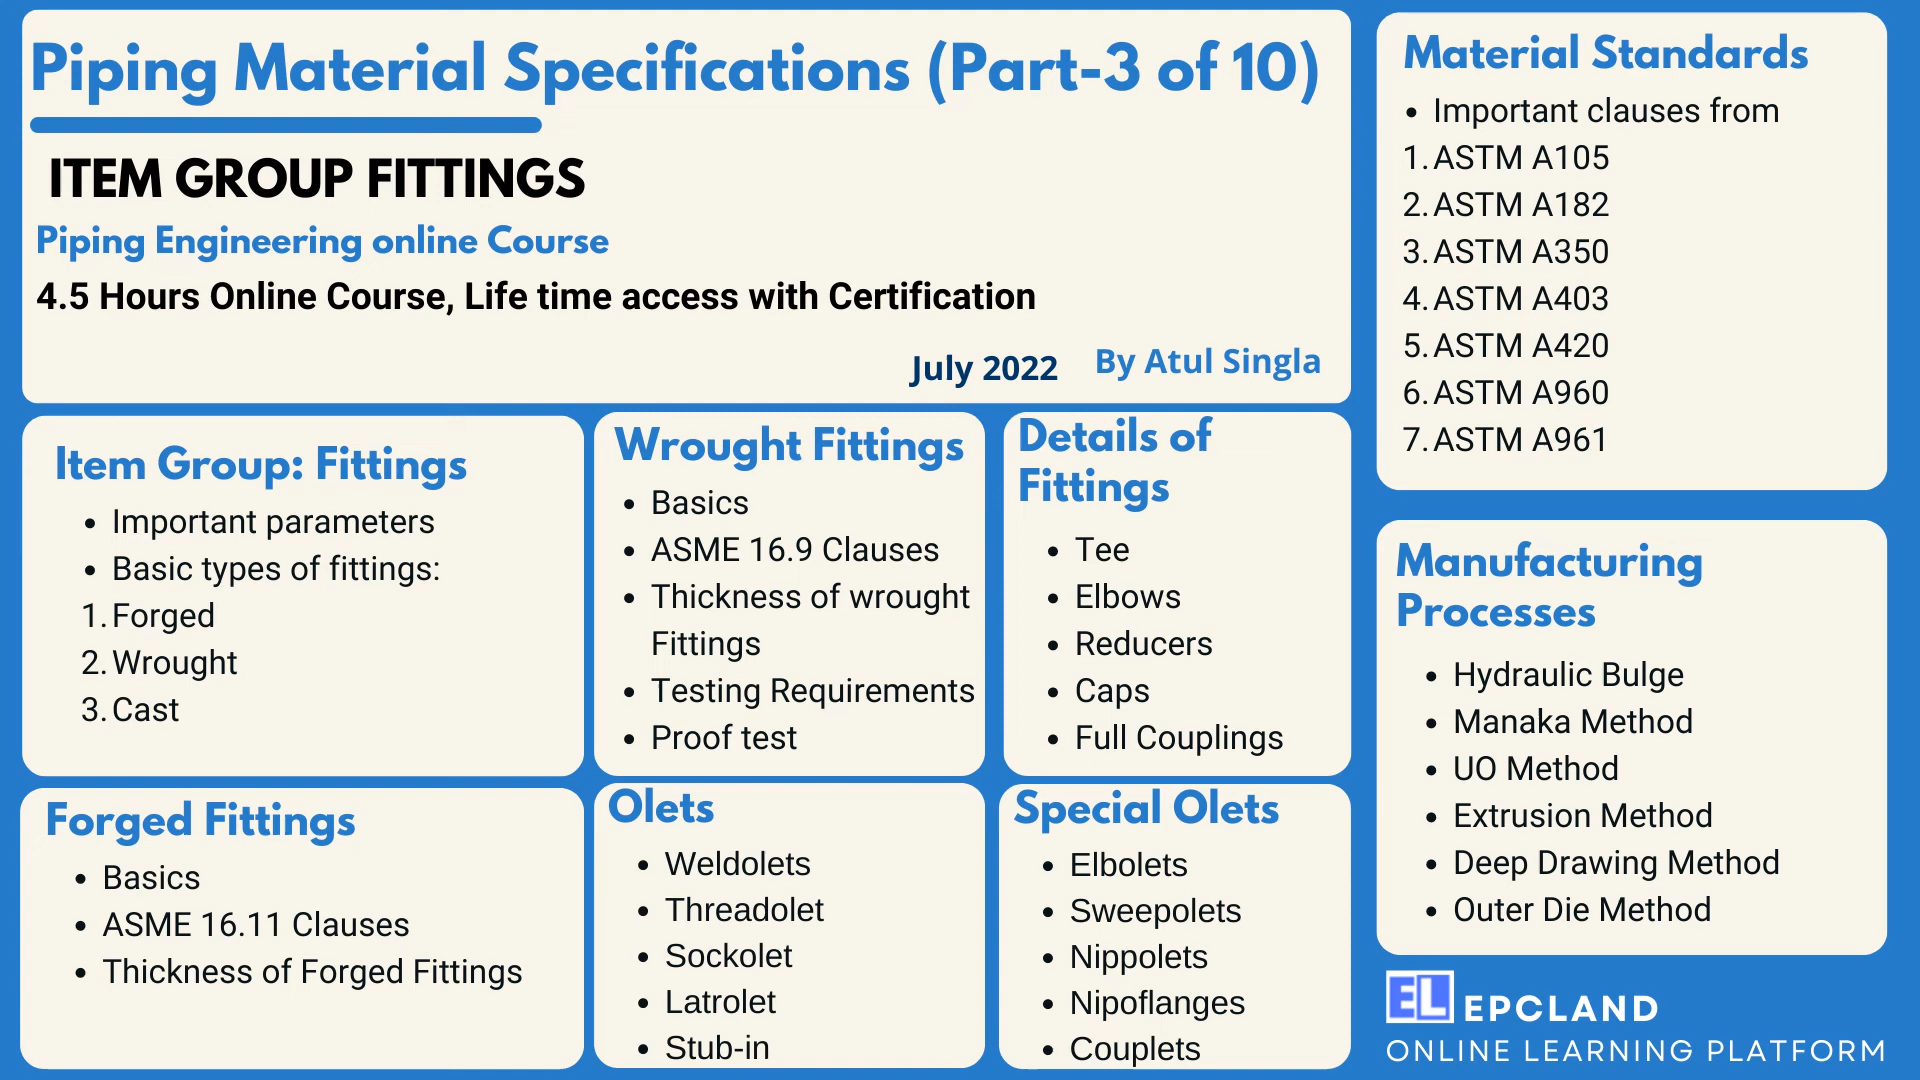 Piping Material Specifications (Part-3 of 10)
ITEM GROUP FITTINGS
Piping Engineering online Course
4.5 Hours Online Course, Life time access with Certification
July 2022
By Atul Singla
Item Group: Fittings
• Important parameters
• Basic types of fittings:
1. Forged
2. Wrought
3. Cast
Wrought Fittings
• Basics
• ASME 16.9 Clauses
• Thickness of wrought
Fittings
• Testing Requirements
• Proof test
Details of
Fittings
• Tee
• Elbows
• Reducers
• Caps
• Full Couplings
Forged Fittings
• Basics
• ASME 16.11 Clauses
• Thickness of Forged Fittings
Olets
• Weldolets
• Threadolet
• Sockolet
• Latrolet
• Stub-in
Special Olets
• Elbolets
• Sweepolets
• Nippolets
• Nipoflanges
• Couplets
Material Standards
• Important clauses from
1. ASTM A105
2. ASTM A182
3. ASTM A350
4. ASTM A403
5. ASTM A420
6. ASTM A960
7. ASTM A961
Manufacturing
Processes
• Hydraulic Bulge
• Manaka Method
• UO Method
• Extrusion Method
• Deep Drawing Method
• Outer Die Method
EL EPCLAND
ONLINE LEARNING PLATFORM